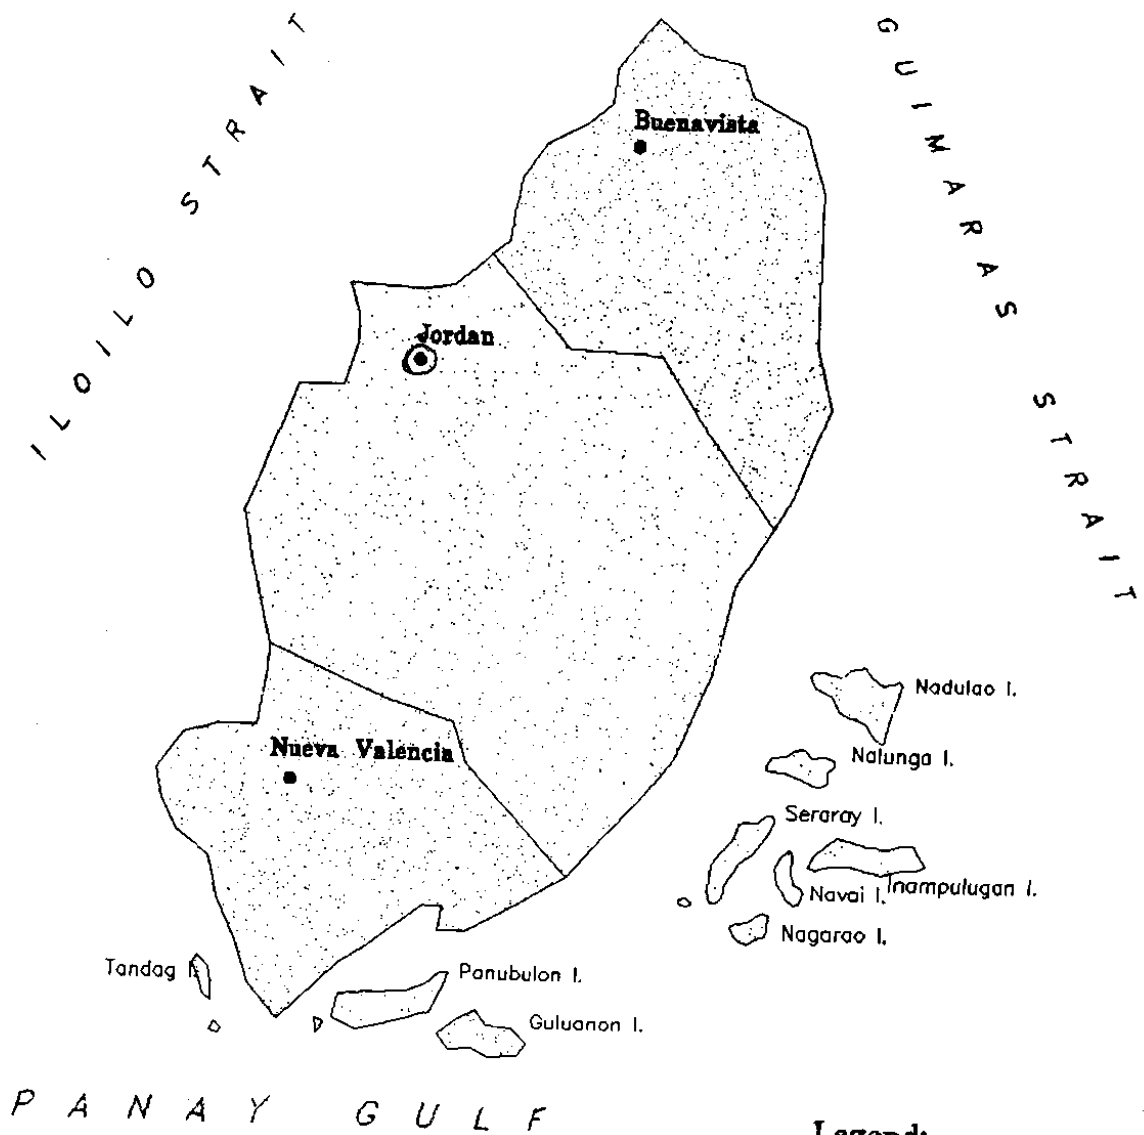 ILOILO STRAIT
GUIMARAS STRAIT
Buenavista
Jordan
Nadulao I.
Nueva Valencia
Nalunga I.
Seraray I.
Inampulugan I.
Navai I.
Nagarao I.
Tandag I.
Panubulon I.
Guluanon I.
PANAY GULF
Legend: